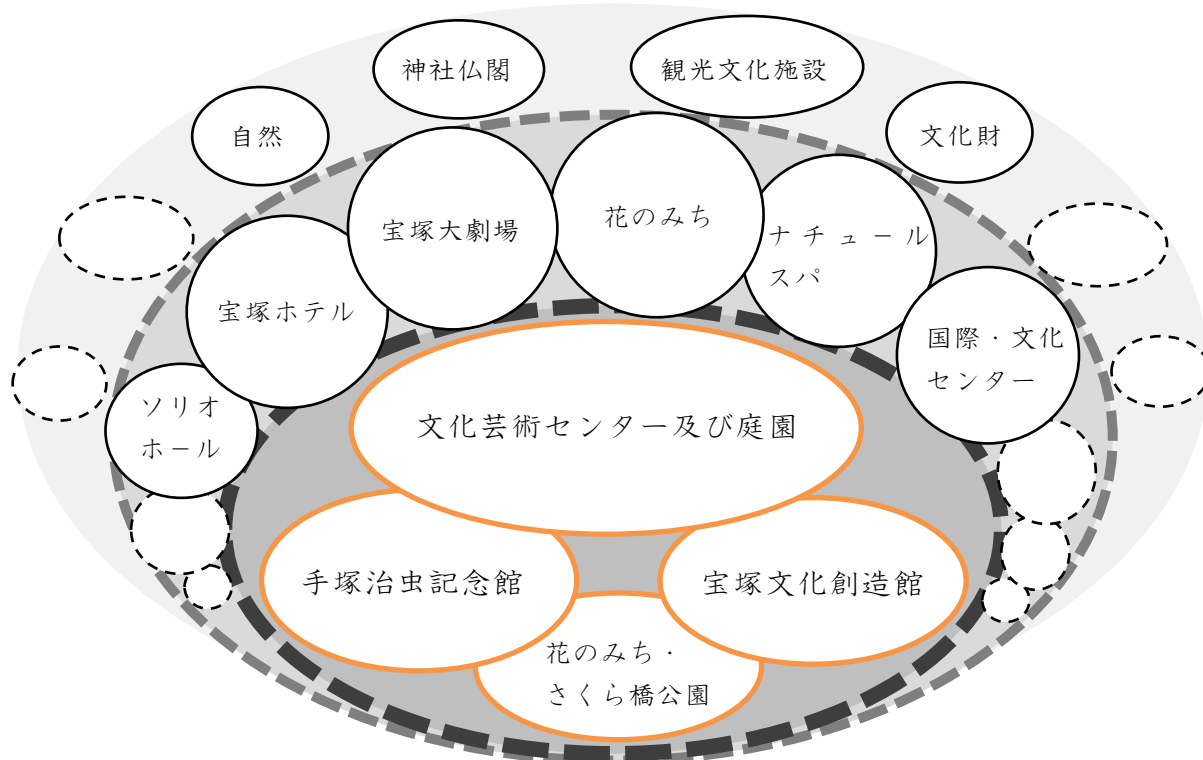 神社仏閣
観光文化施設
自然
文化財
宝塚大劇場
花のみち
ナチュール
スパ
宝塚ホテル
国際・文化
センター
ソリオ
ホール
文化芸術センター及び庭園
手塚治虫記念館
宝塚文化創造館
花のみち・
さくら橋公園